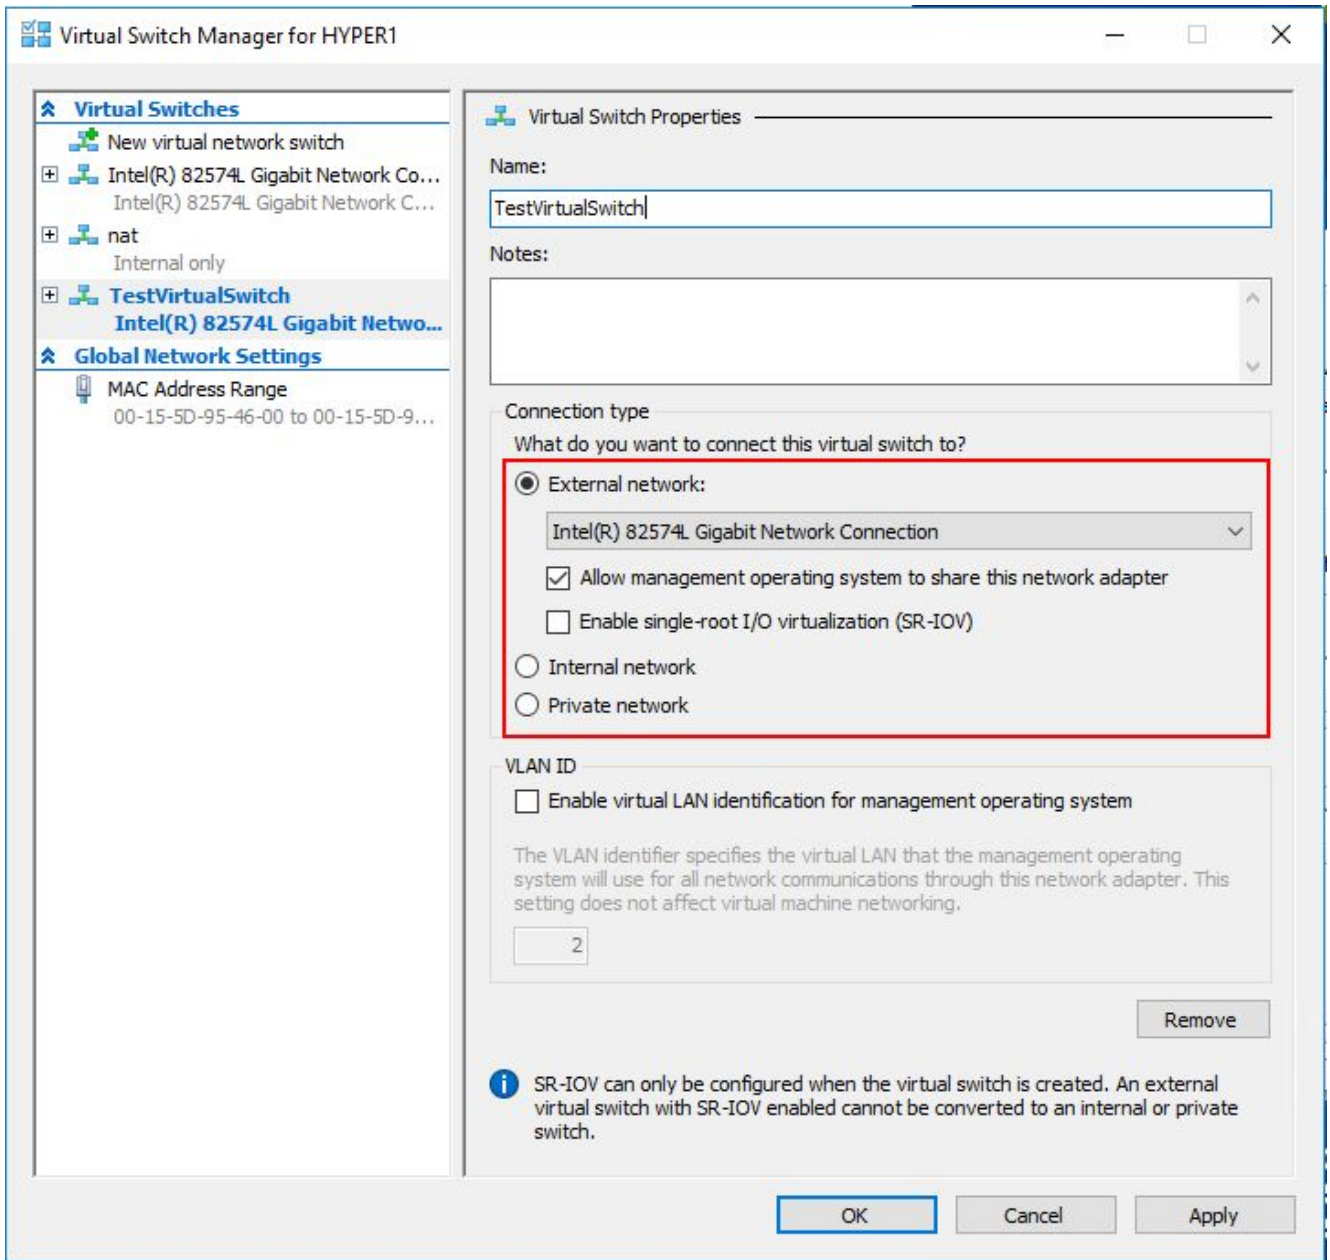 Virtual Switch Manager for HYPER1
Virtual Switches
New virtual network switch
Intel(R) 82574L Gigabit Network Co...
Intel(R) 82574L Gigabit Network C...
nat
Internal only
TestVirtualSwitch
Intel(R) 82574L Gigabit Netwo...
Global Network Settings
MAC Address Range
00-15-5D-95-46-00 to 00-15-5D-9...
Virtual Switch Properties
Name:
TestVirtualSwitch
Notes:
Connection type
What do you want to connect this virtual switch to?
External network:
Intel(R) 82574L Gigabit Network Connection
Allow management operating system to share this network adapter
Enable single-root I/O virtualization (SR-IOV)
Internal network
Private network
VLAN ID
Enable virtual LAN identification for management operating system
The VLAN identifier specifies the virtual LAN that the management operating
system will use for all network communications through this network adapter. This
setting does not affect virtual machine networking.
2
Remove
SR-IOV can only be configured when the virtual switch is created. An external
virtual switch with SR-IOV enabled cannot be converted to an internal or private
switch.
OK
Cancel
Apply